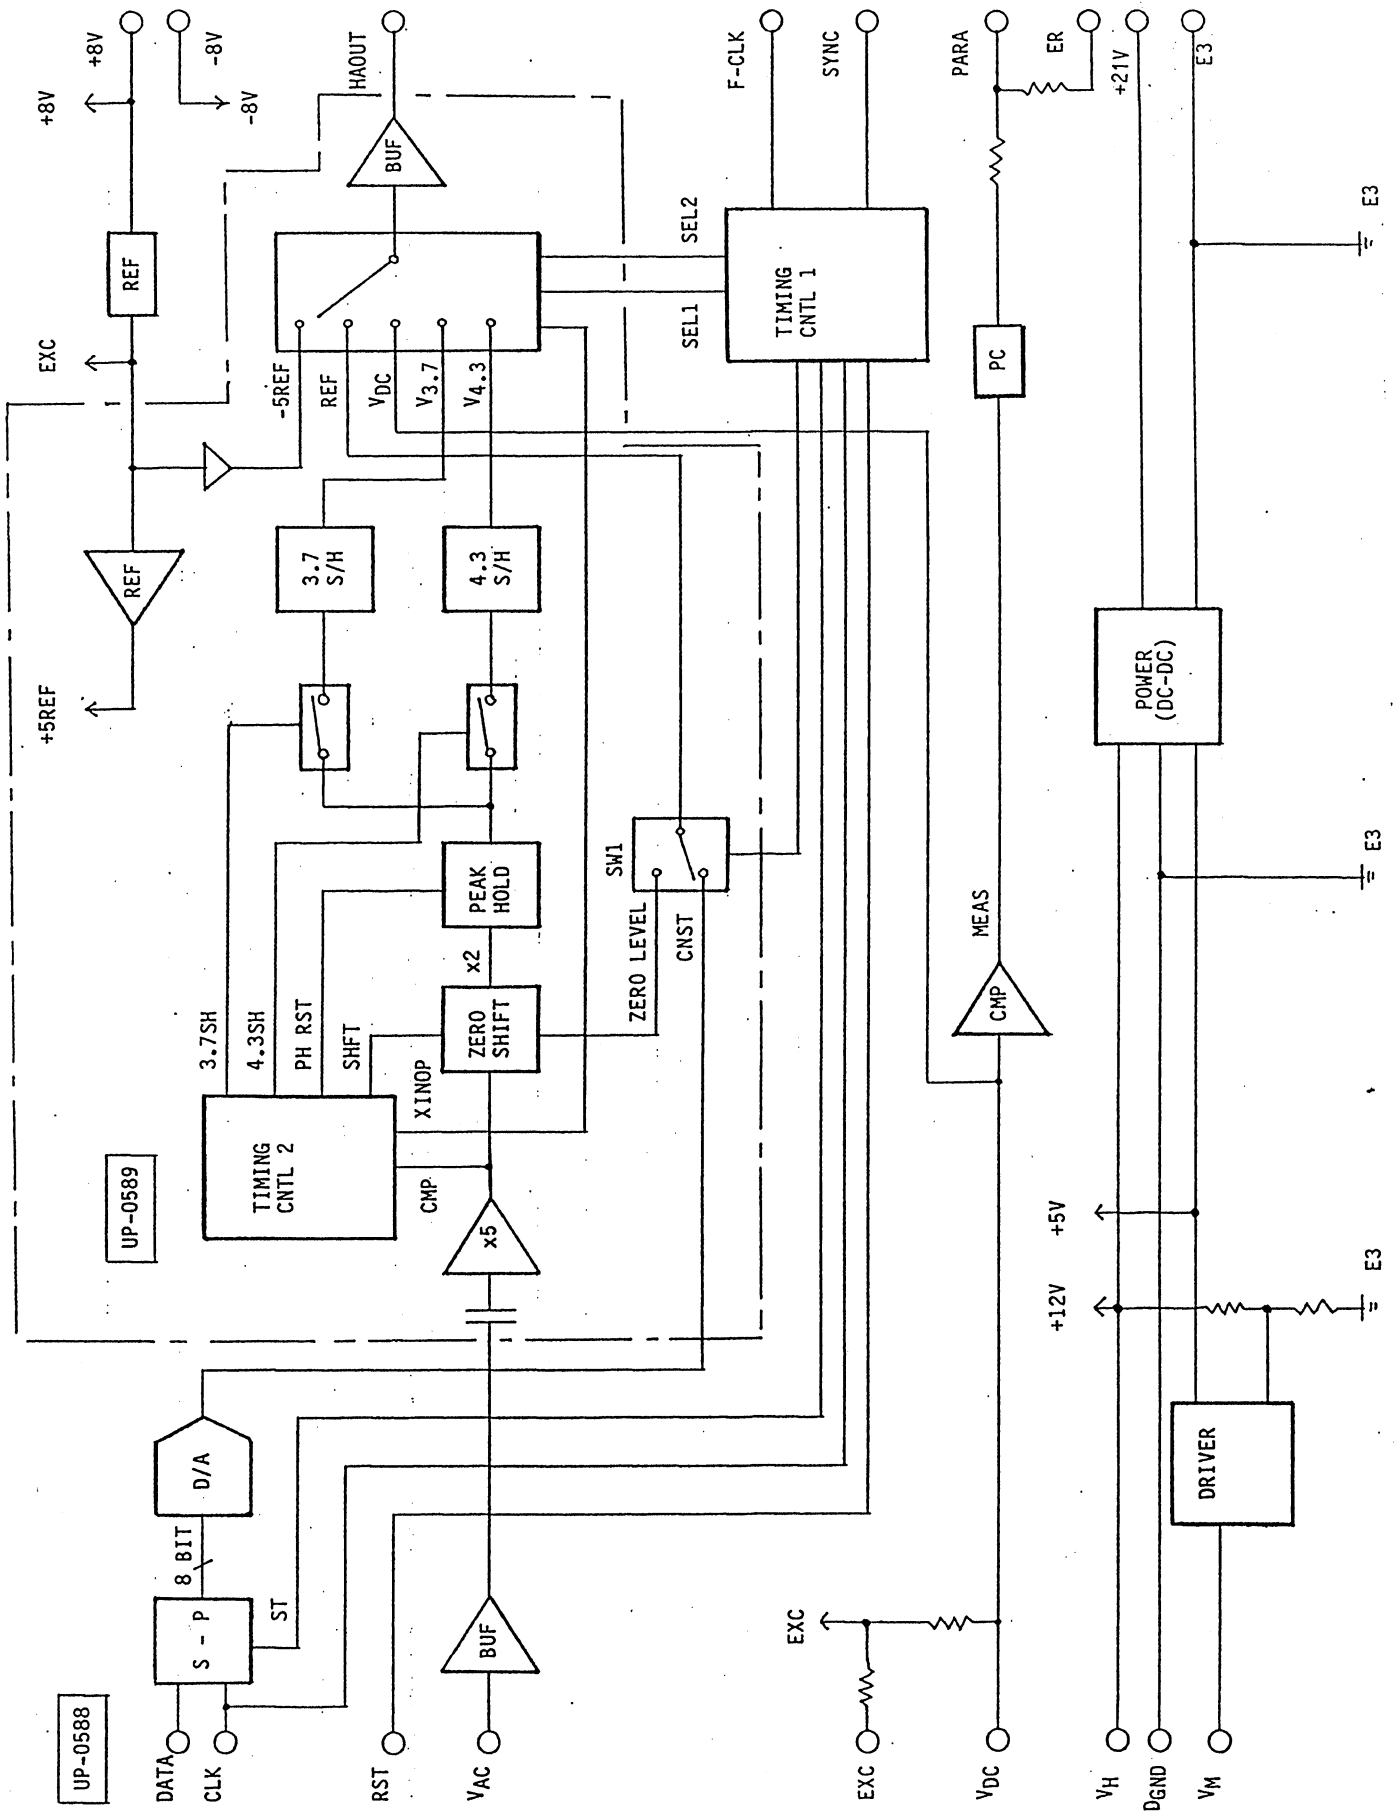 UP-0588
DATA
CLK
RST
VAC
EXC
VDC
VH
DGND
VM
S - P
8 BIT
D/A
ST
BUF
EXC
DRIVER
+12V
+5V
E3
UP-0589
TIMING
CNTL 2
3.7SH
4.3SH
PH RST
SHFT
XINOP
CMP
x5
ZERO
SHIFT
x2
PEAK
HOLD
ZERO LEVEL
CNST
SW1
CMP
MEAS
E3
POWER
(DC-DC)
+5REF
REF
3.7
S/H
4.3
S/H
EXC
REF
-5REF
REF
VDC
V3.7
V4.3
SEL1
SEL2
TIMING
CNTL 1
PC
E3
BUF
+8V
-8V
+8V
-8V
HAOUT
F-CLK
SYNC
PARA
ER
+21V
E3